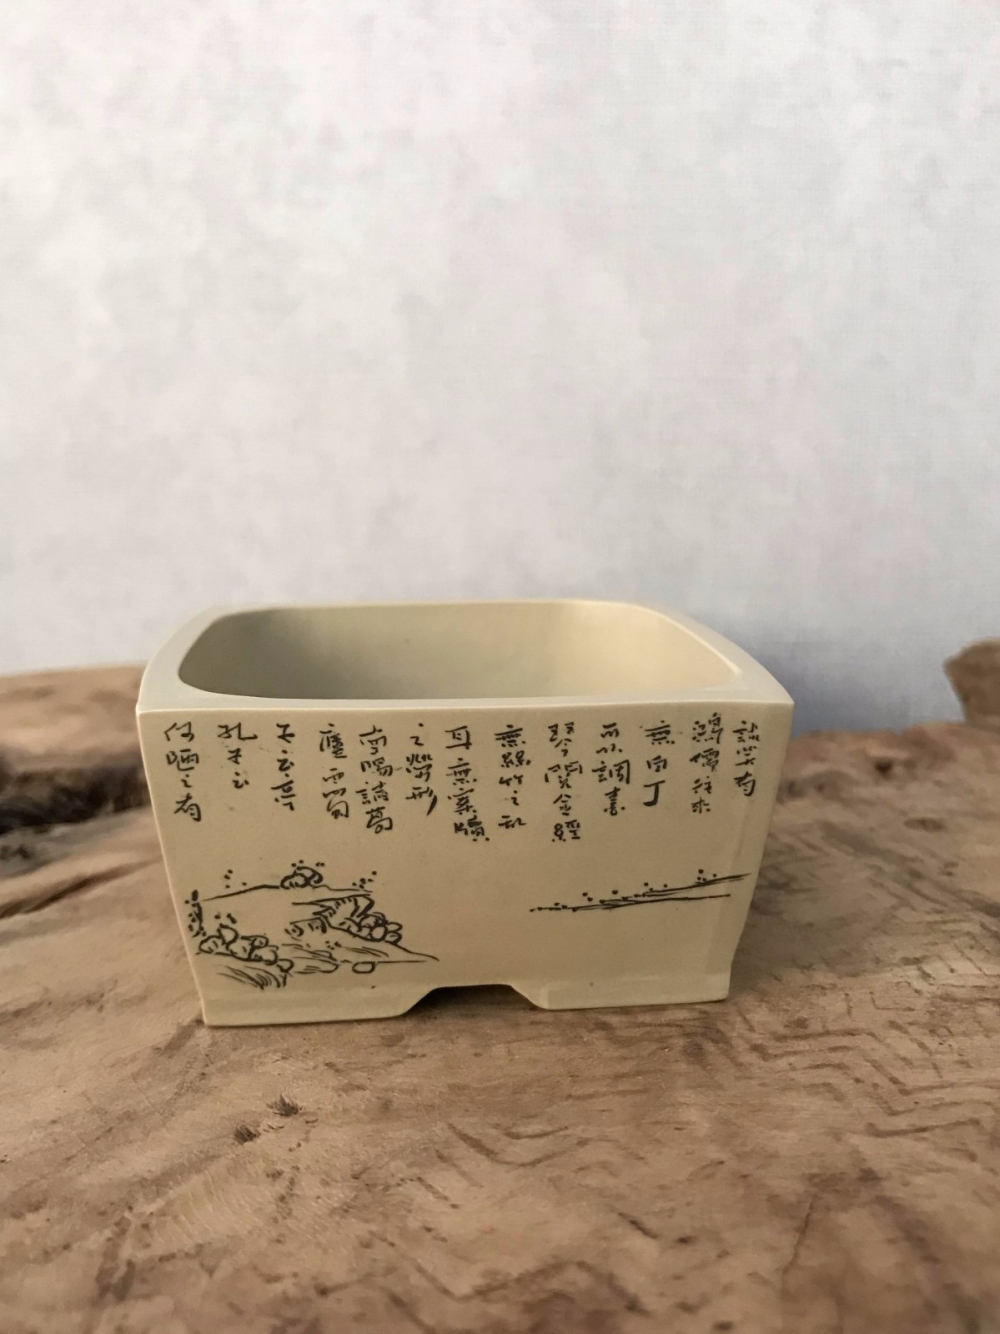 談笑有
鴻儒往来
無白丁
可以調素
琴閱金經
無絲竹之乱
耳無案牘
之勞形
南陽諸葛
廬西蜀
子云亭
孔子云
何陋之有